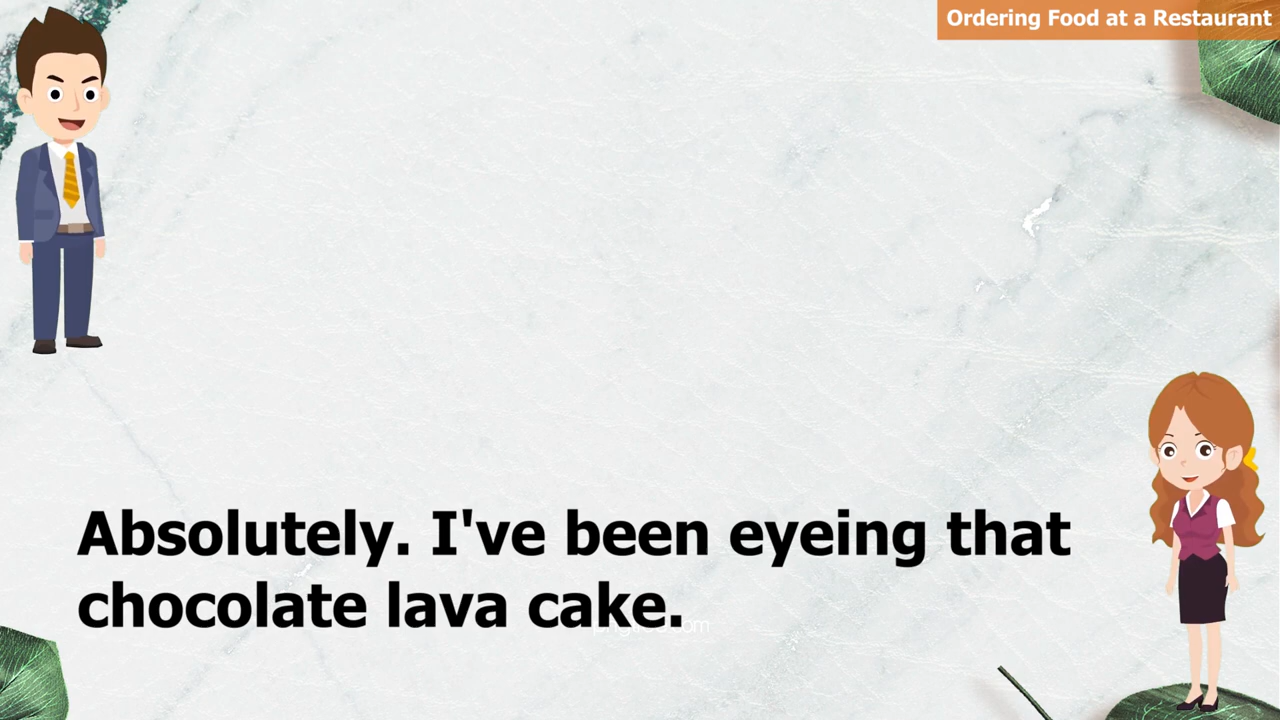 Ordering Food at a Restaurant
Absolutely. I've been eyeing that
chocolate lava cake.